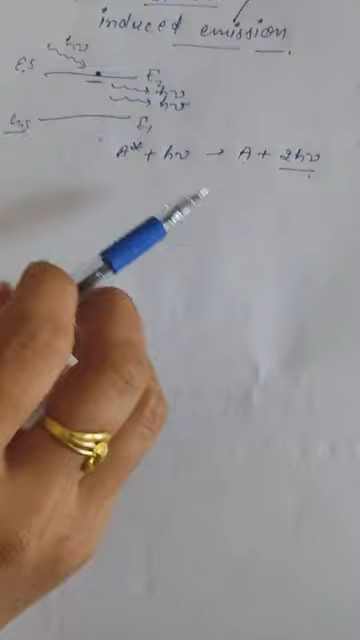 induced emission
hν
E.S E₂
hν
hν
G.S E₁
A* + hν → A + 2hν